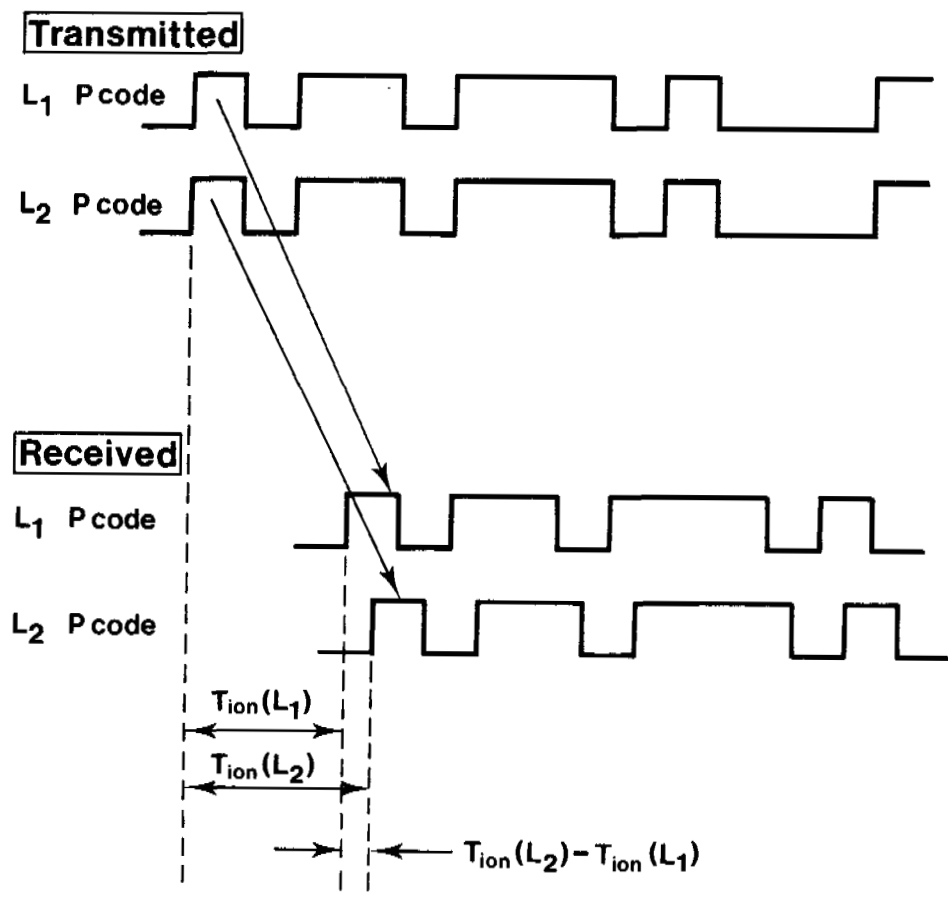 Transmitted
L1 P code
L2 P code
Received
L1 P code
L2 P code
Tion(L1)
Tion(L2)
Tion(L2)-Tion(L1)